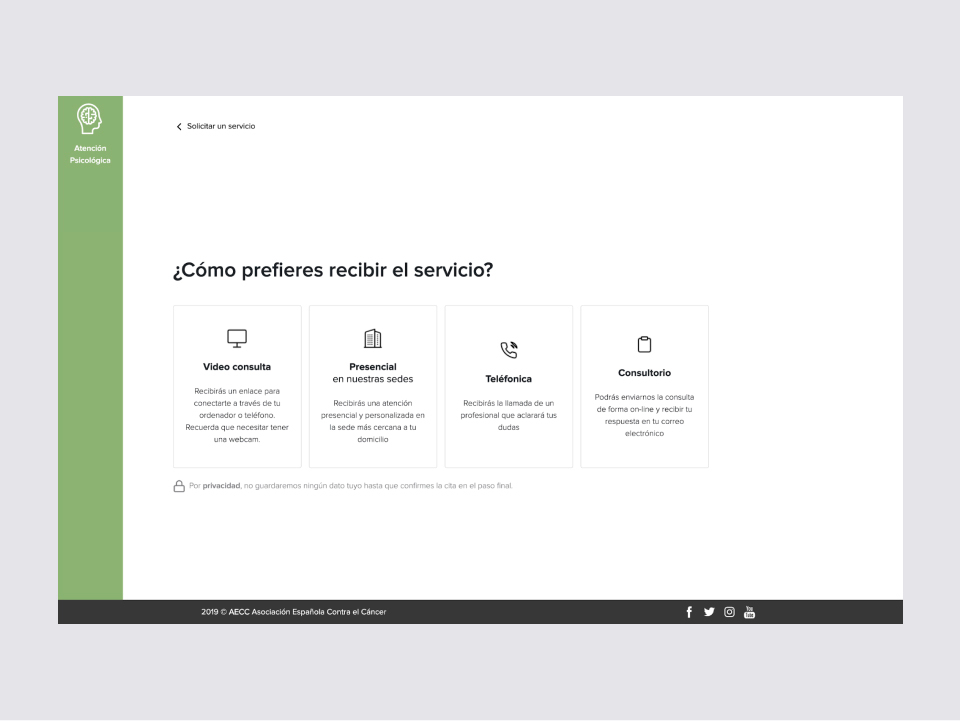 Atención
Psicológica
Solicitar un servicio
¿Cómo prefieres recibir el servicio?
Video consulta
Recibirás un enlace para
conectarte a través de tu
ordenador o teléfono.
Recuerda que necesitar tener
una webcam.
Presencial
en nuestras sedes
Recibirás una atención
presencial y personalizada en
la sede más cercana a tu
domicilio
Teléfonica
Recibirás la llamada de un
profesional que aclarará tus
dudas
Consultorio
Podrás enviarnos la consulta
de forma on-line y recibir tu
respuesta en tu correo
electrónico
Por privacidad, no guardaremos ningún dato tuyo hasta que confirmes la cita en el paso final.
2019 © AECC Asociación Española Contra el Cáncer
You
Tube